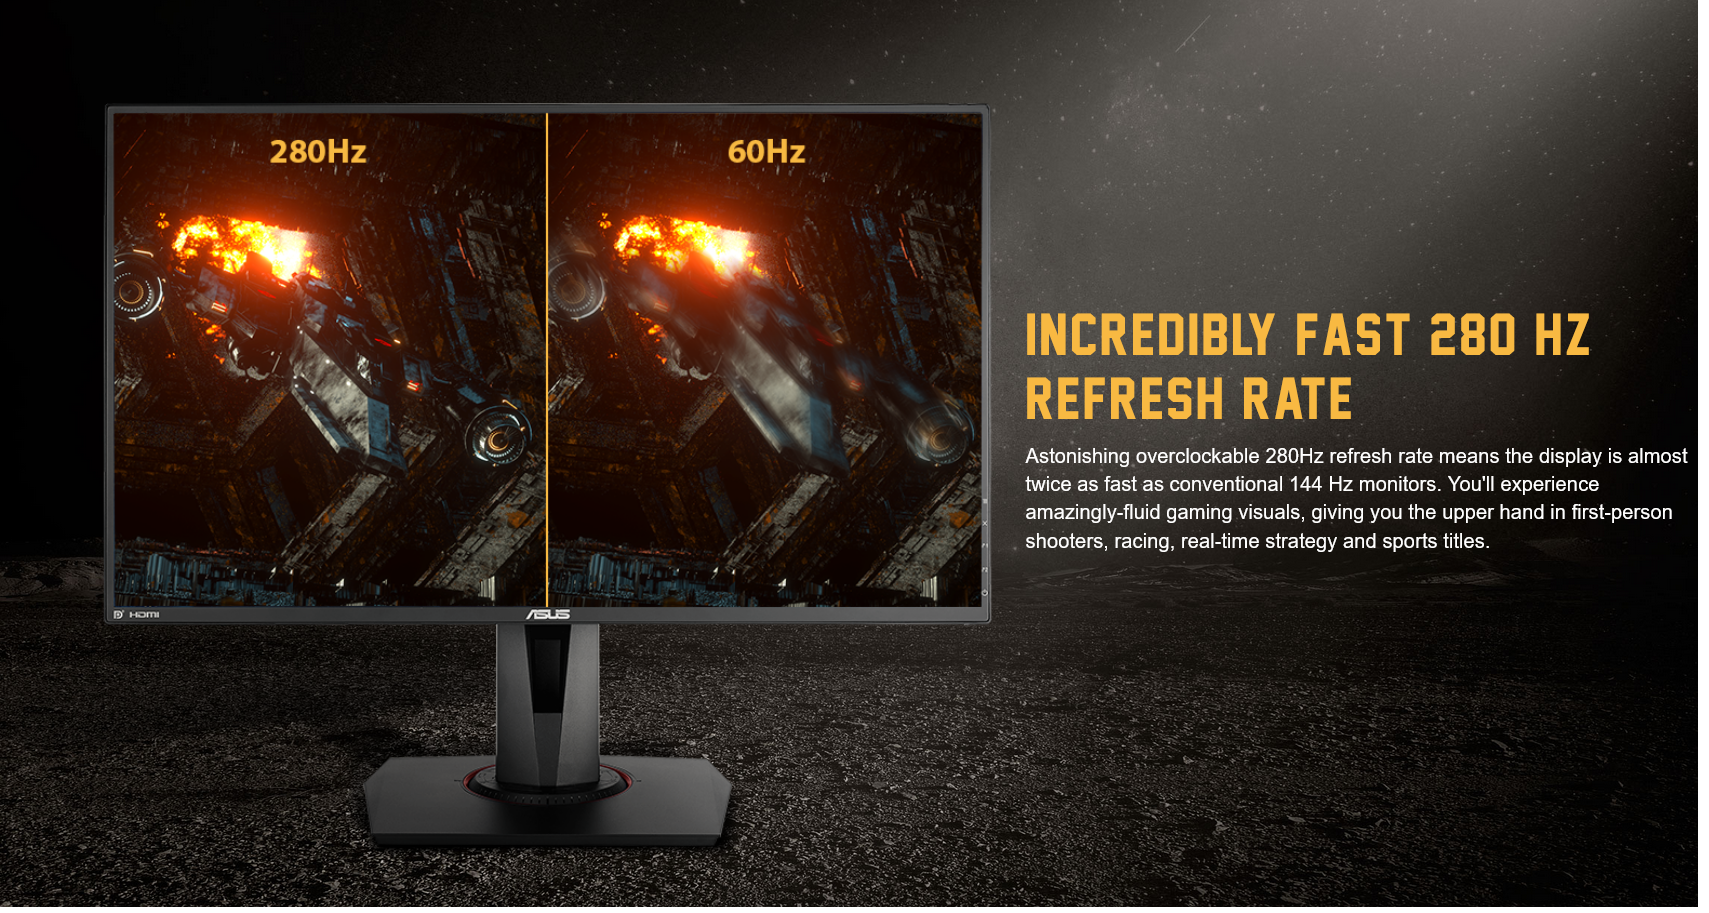 280Hz
60Hz
INCREDIBLY FAST 280 HZ
REFRESH RATE
Astonishing overclockable 280Hz refresh rate means the display is almost
twice as fast as conventional 144 Hz monitors. You'll experience
amazingly-fluid gaming visuals, giving you the upper hand in first-person
shooters, racing, real-time strategy and sports titles.
HDMI
ASUS